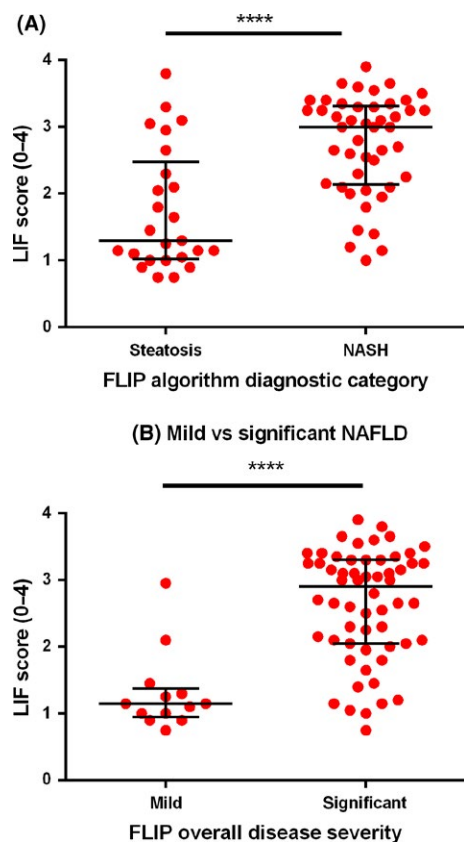 (A)
****
LIF score (0–4)
4
3
2
1
0
Steatosis
NASH
FLIP algorithm diagnostic category
(B) Mild vs significant NAFLD
****
LIF score (0–4)
4
3
2
1
0
Mild
Significant
FLIP overall disease severity